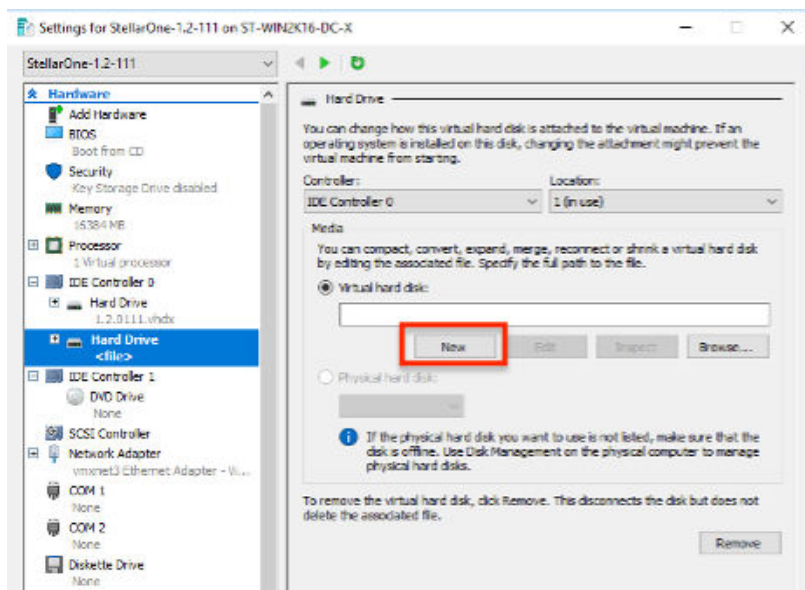 Settings for StellarOne-1.2-111 on ST-WIN2K16-DC-X
StellarOne-1.2-111
Hardware
Add Hardware
BIOS
Boot from CD
Security
Key Storage Drive disabled
Memory
16384 MB
Processor
1 Virtual processor
IDE Controller 0
Hard Drive
1.2.0111.vhdx
Hard Drive
<file>
IDE Controller 1
DVD Drive
None
SCSI Controller
Network Adapter
vmxnet3 Ethernet Adapter - Vi...
COM 1
None
COM 2
None
Diskette Drive
None
Hard Drive
You can change how this virtual hard disk is attached to the virtual machine. If an
operating system is installed on this disk, changing the attachment might prevent the
virtual machine from starting.
Controller:
Location:
IDE Controller 0
1 (in use)
Media
You can compact, convert, expand, merge, reconnect or shrink a virtual hard disk
by editing the associated file. Specify the full path to the file.
Virtual hard disk:
New
Edit
Inspect
Browse...
Physical hard disk:
If the physical hard disk you want to use is not listed, make sure that the
disk is offline. Use Disk Management on the physical computer to manage
physical hard disks.
To remove the virtual hard disk, click Remove. This disconnects the disk but does not
delete the associated file.
Remove